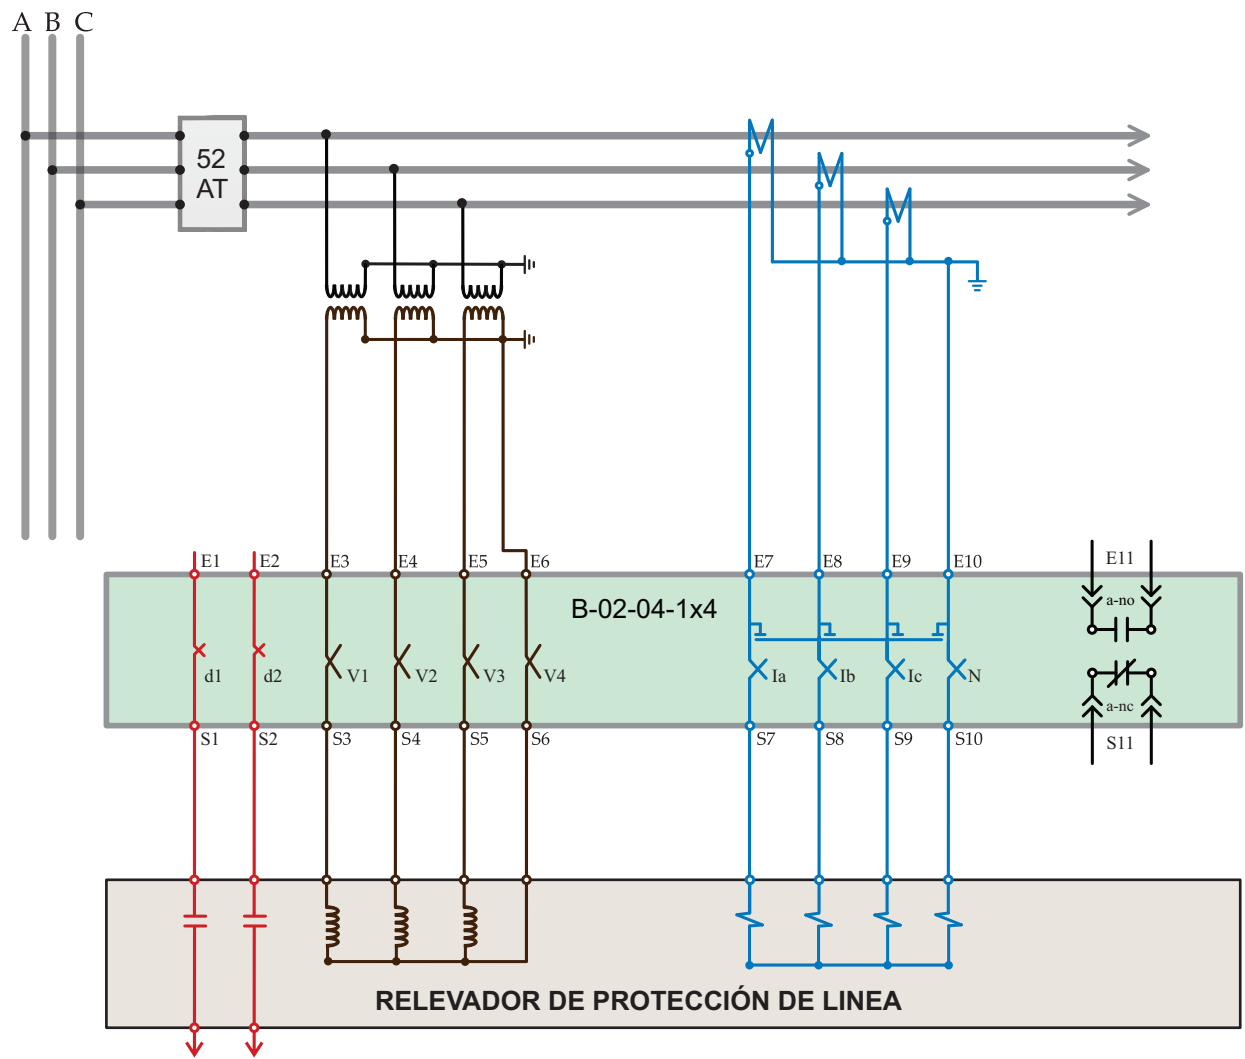 A B C
52
AT
E1 E2 E3 E4 E5 E6 E7 E8 E9 E10 E11
B-02-04-1x4
a-no
d1 d2 V1 V2 V3 V4 Ia Ib Ic N
a-nc
S1 S2 S3 S4 S5 S6 S7 S8 S9 S10 S11
RELEVADOR DE PROTECCIÓN DE LINEA